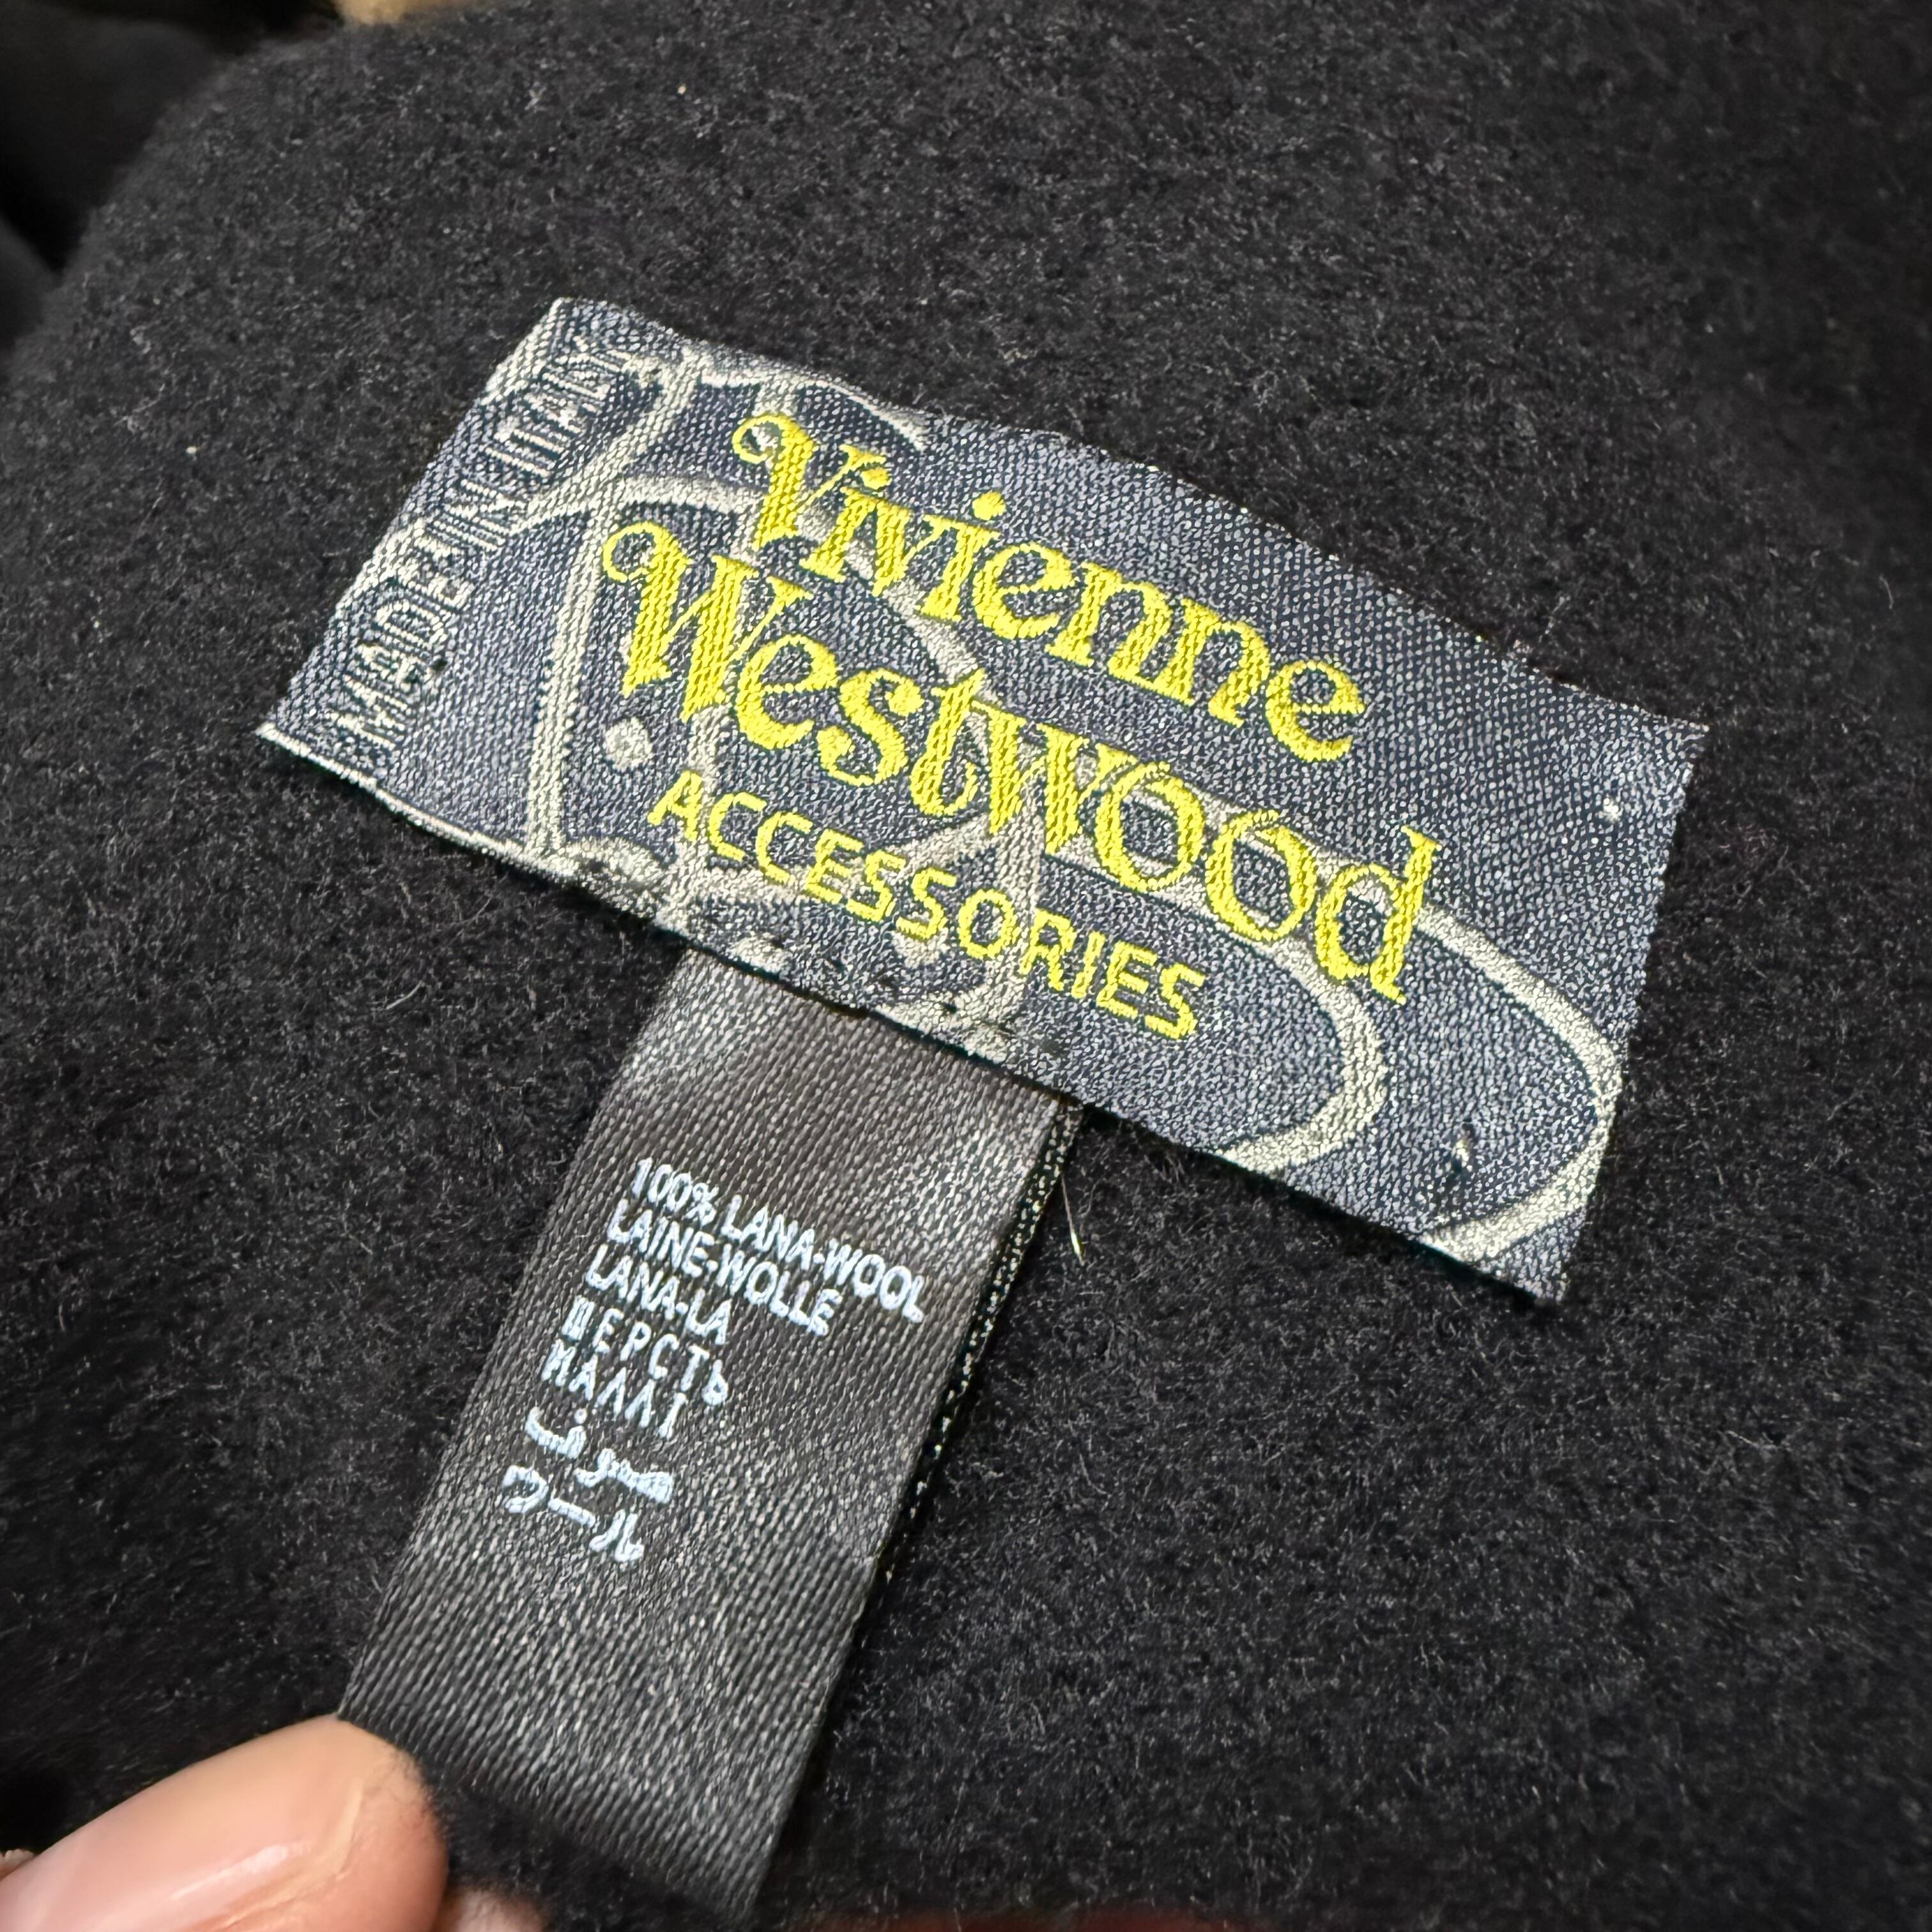 MADE IN ITALY
Vivienne
Westwood
ACCESSORIES
100% LANA-WOOL
LAINE-WOLLE
LANA-LA
ШЕРСТЬ
ΜΑΛΛΙ
صوف
ウール